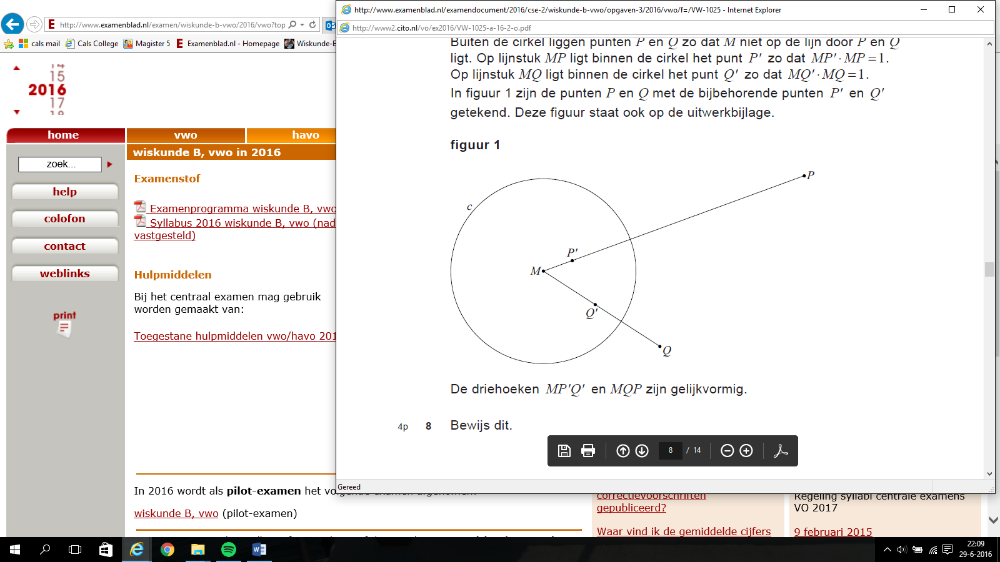 http://www.examenblad.nl/examen/wiskunde-b-vwo/2016/vwo?top
cals mail
Cals College
Magister 5
Examenblad.nl - Homepage
Wiskunde-E
14
15
2016
17
18
home
vwo
havo
wiskunde B, vwo in 2016
zoek...
help
colofon
contact
weblinks
print
Examenstof
Examenprogramma wiskunde B, vwo
Syllabus 2016 wiskunde B, vwo (nad
vastgesteld)
Hulpmiddelen
Bij het centraal examen mag gebruik
worden gemaakt van:
Toegestane hulpmiddelen vwo/havo 201
In 2016 wordt als pilot-examen het
wiskunde B, vwo (pilot-examen)
http://www.examenblad.nl/examendocument/2016/cse-2/wiskunde-b-vwo/opgaven-3/2016/vwo/f=/VW-1025 - Internet Explorer
http://www2.cito.nl/vo/ex2016/VW-1025-a-16-2-o.pdf
Buiten de cirkel liggen punten P en Q zo dat M niet op de lijn door P en Q
ligt. Op lijnstuk MP ligt binnen de cirkel het punt P' zo dat MP'·MP=1.
Op lijnstuk MQ ligt binnen de cirkel het punt Q' zo dat MQ'·MQ=1.
In figuur 1 zijn de punten P en Q met de bijbehorende punten P' en Q'
getekend. Deze figuur staat ook op de uitwerkbijlage.
figuur 1
P
c
P'
M
Q'
Q
De driehoeken MP'Q' en MQP zijn gelijkvormig.
4p 8 Bewijs dit.
8 / 14
Gereed
correctievoorschriften
gepubliceerd?
Waar vind ik de gemiddelde cijfers
Regeling syllabi centrale examens
VO 2017
9 februari 2015
22:09
29-6-2016